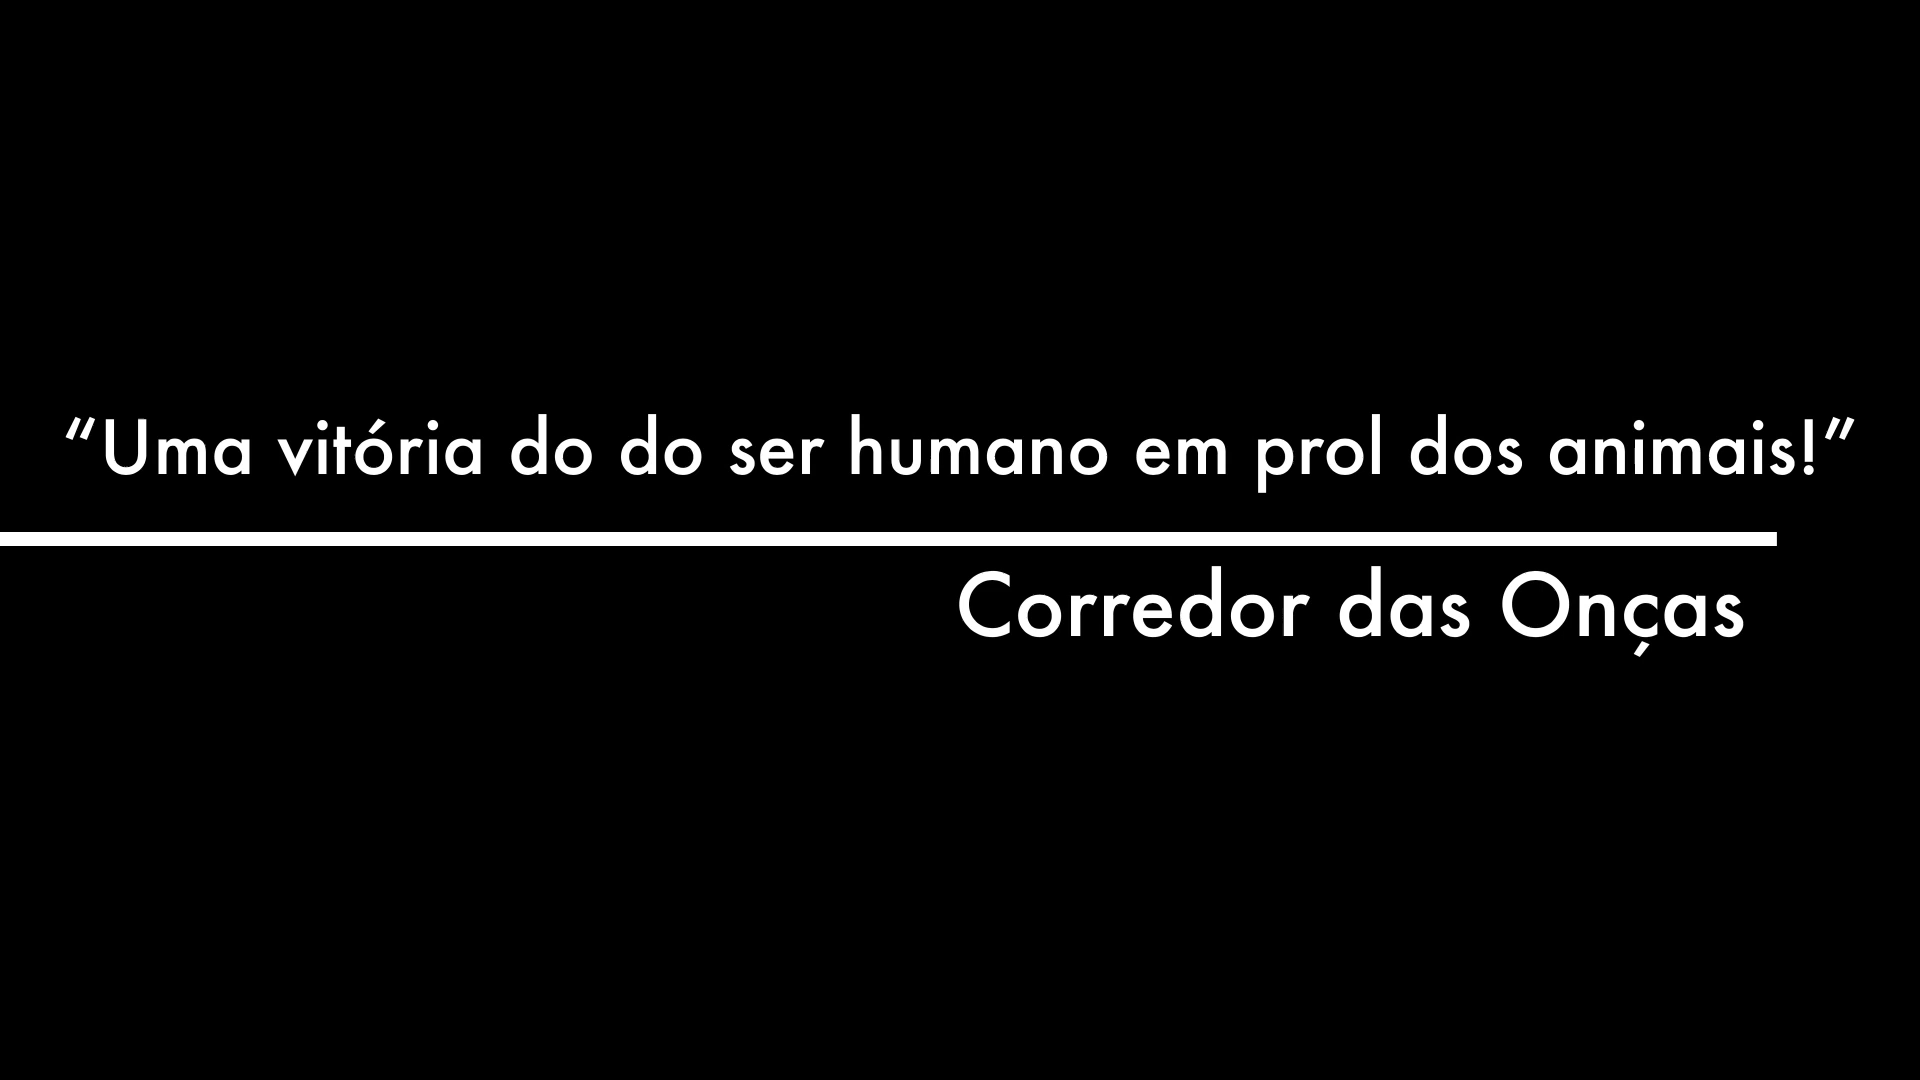 “Uma vitória do do ser humano em prol dos animais!”
Corredor das Onças